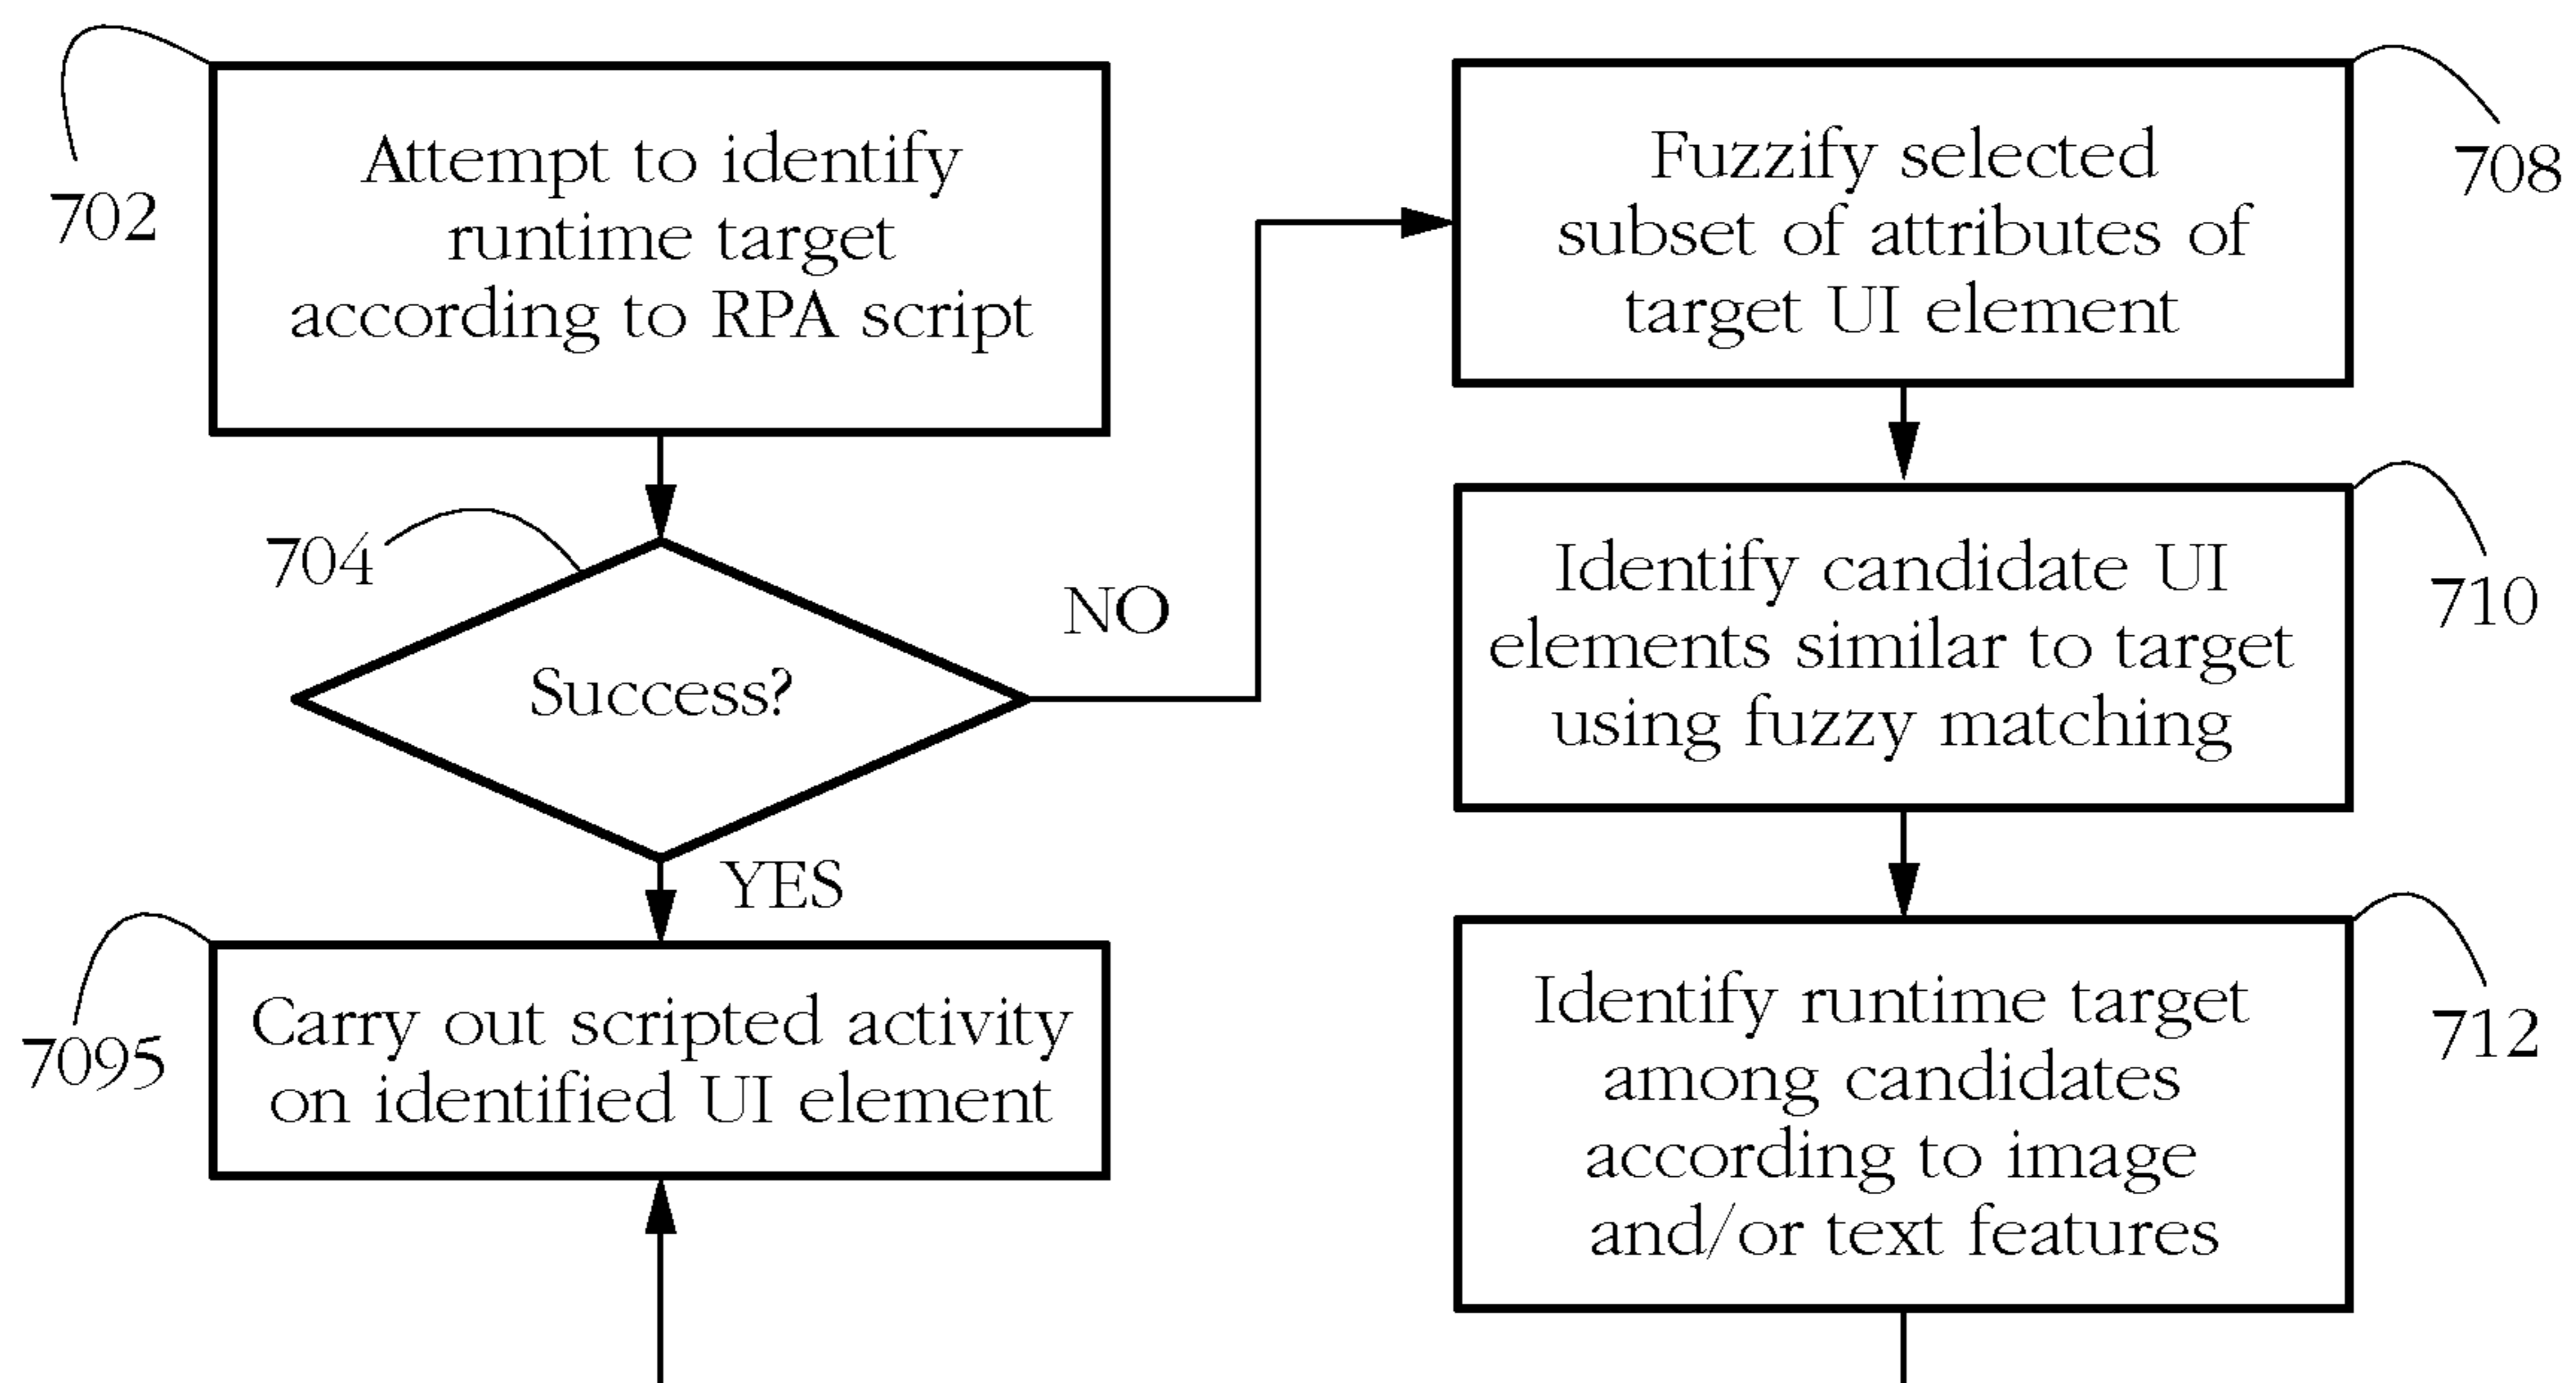 702
Attempt to identify
runtime target
according to RPA script
704
Success?
NO
YES
7095
Carry out scripted activity
on identified UI element
708
Fuzzify selected
subset of attributes of
target UI element
710
Identify candidate UI
elements similar to target
using fuzzy matching
712
Identify runtime target
among candidates
according to image
and/or text features